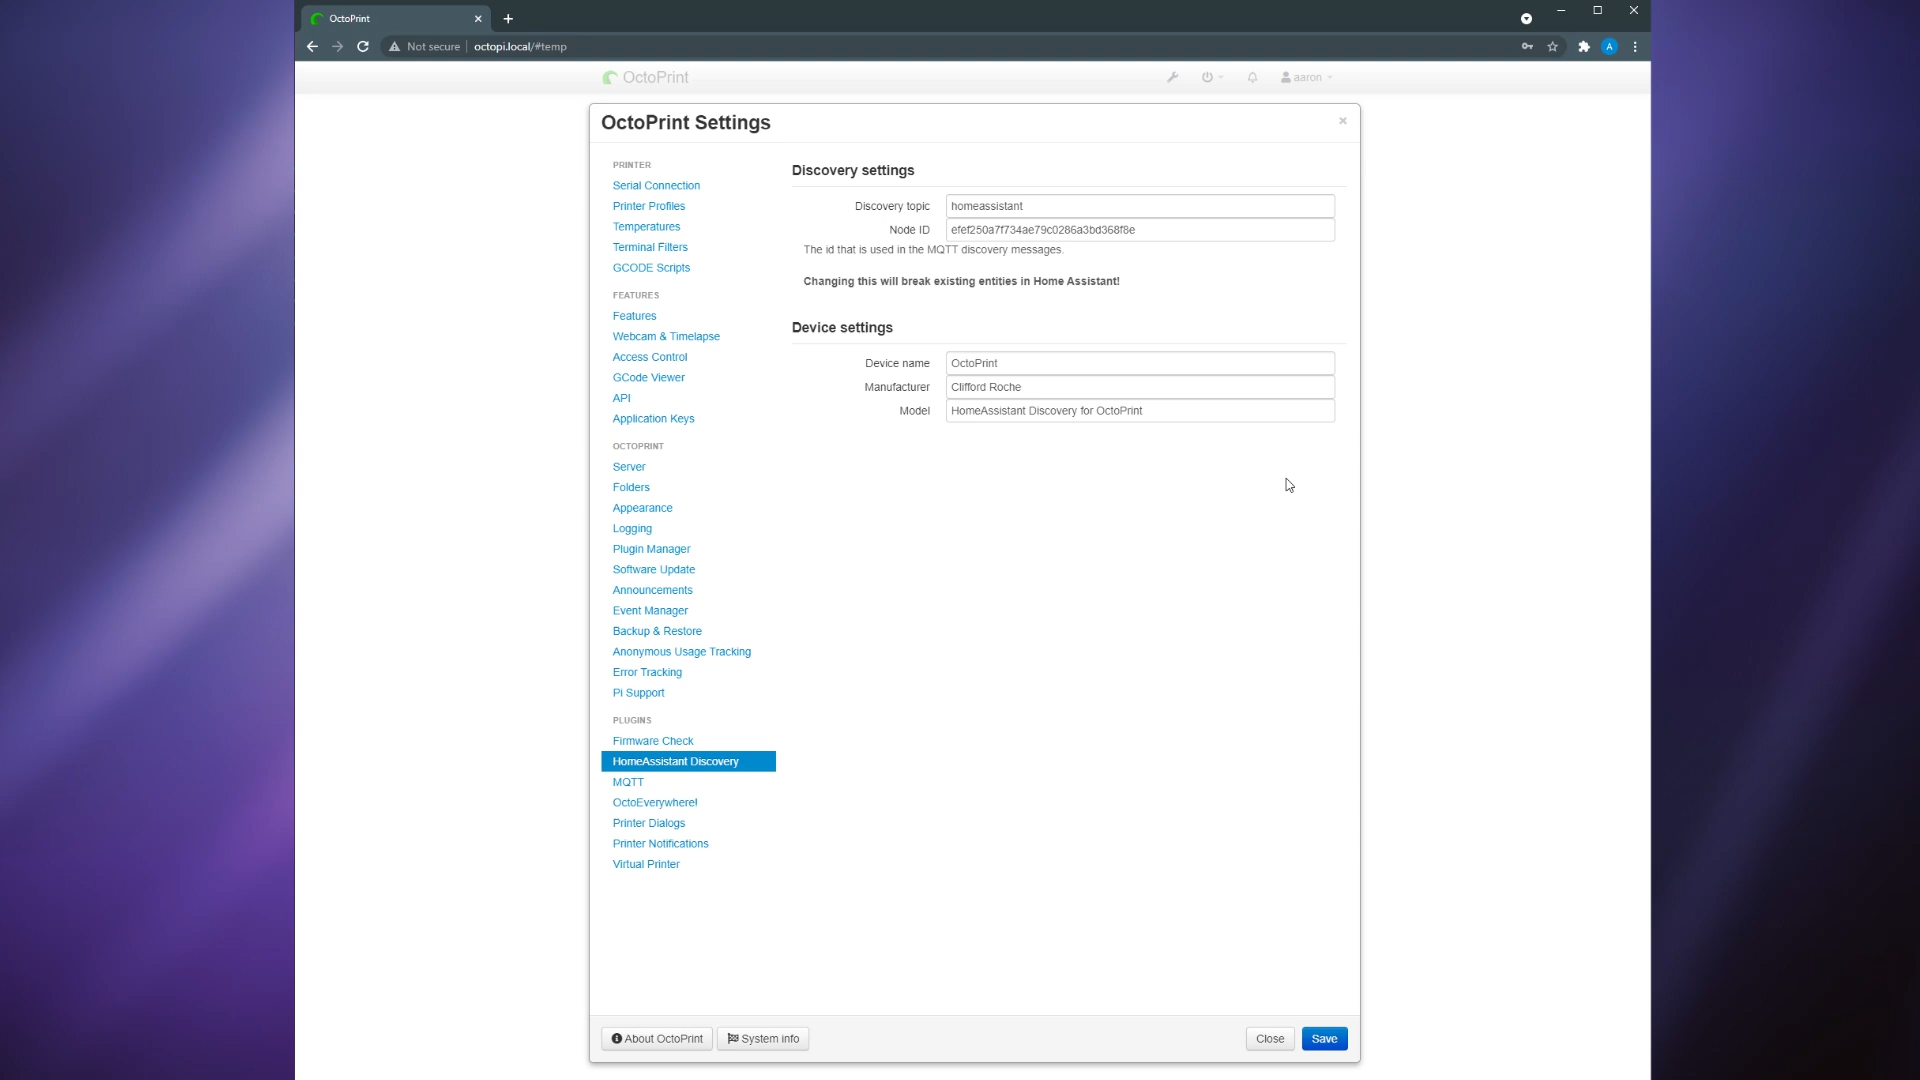 OctoPrint
Not secure octopi.local/#temp
A
OctoPrint
aaron
OctoPrint Settings
PRINTER
Serial Connection
Printer Profiles
Temperatures
Terminal Filters
GCODE Scripts
FEATURES
Features
Webcam & Timelapse
Access Control
GCode Viewer
API
Application Keys
OCTOPRINT
Server
Folders
Appearance
Logging
Plugin Manager
Software Update
Announcements
Event Manager
Backup & Restore
Anonymous Usage Tracking
Error Tracking
Pi Support
PLUGINS
Firmware Check
HomeAssistant Discovery
MQTT
OctoEverywhere!
Printer Dialogs
Printer Notifications
Virtual Printer
Discovery settings
Discovery topic homeassistant
Node ID efef250a7f734ae79c0286a3bd368f8e
The id that is used in the MQTT discovery messages.
Changing this will break existing entities in Home Assistant!
Device settings
Device name OctoPrint
Manufacturer Clifford Roche
Model HomeAssistant Discovery for OctoPrint
About OctoPrint System info Close Save